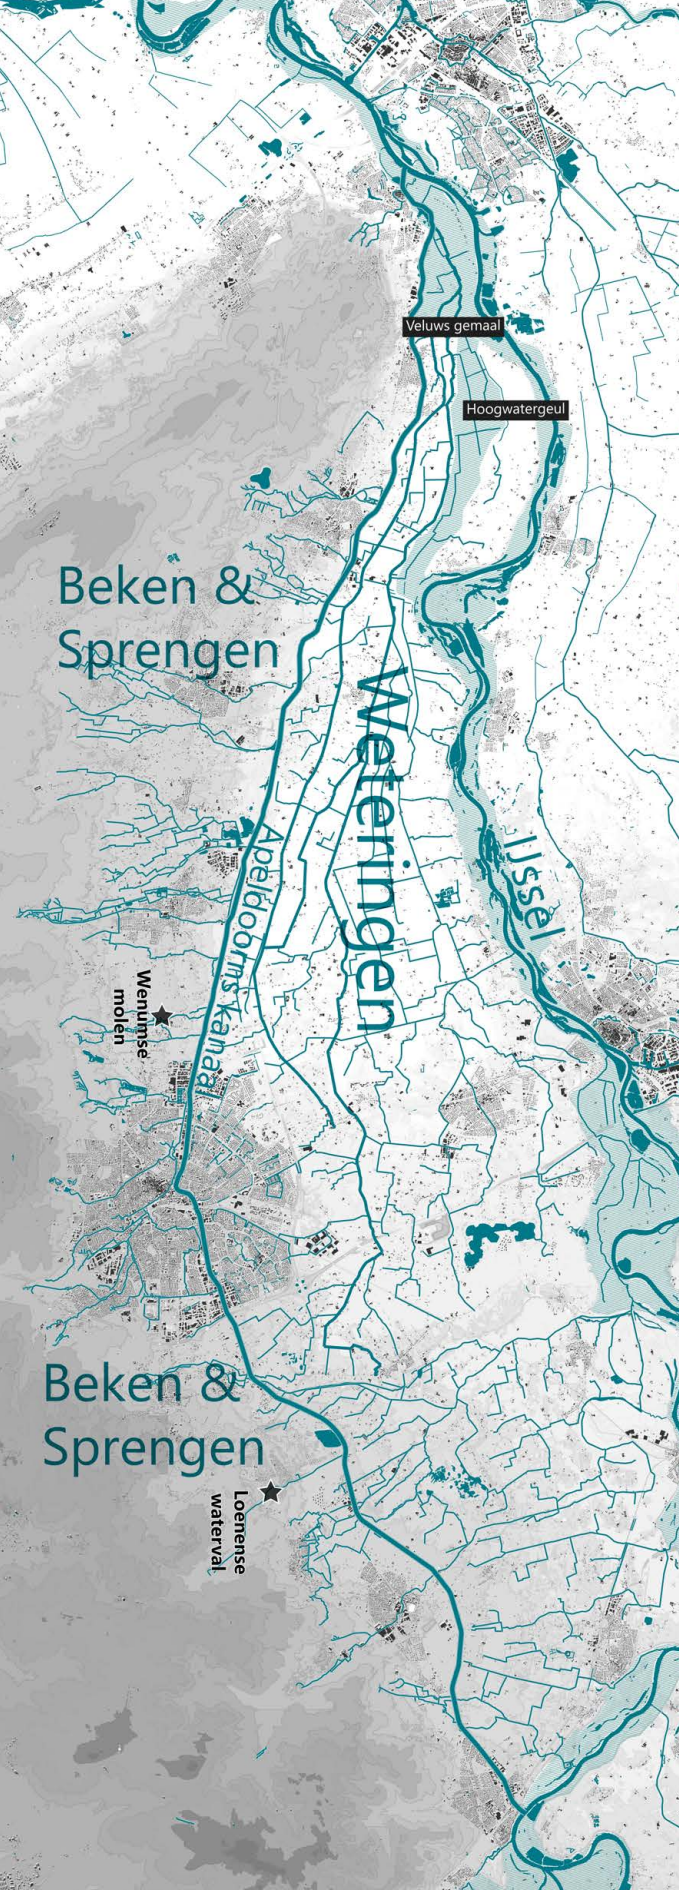 Veluws gemaal
Hoogwatergeul
Beken &
Sprengen
Weteringen
IJssel
Apeldoorns kanaal
Wenumse
molen
Beken &
Sprengen
Loenense
waterval